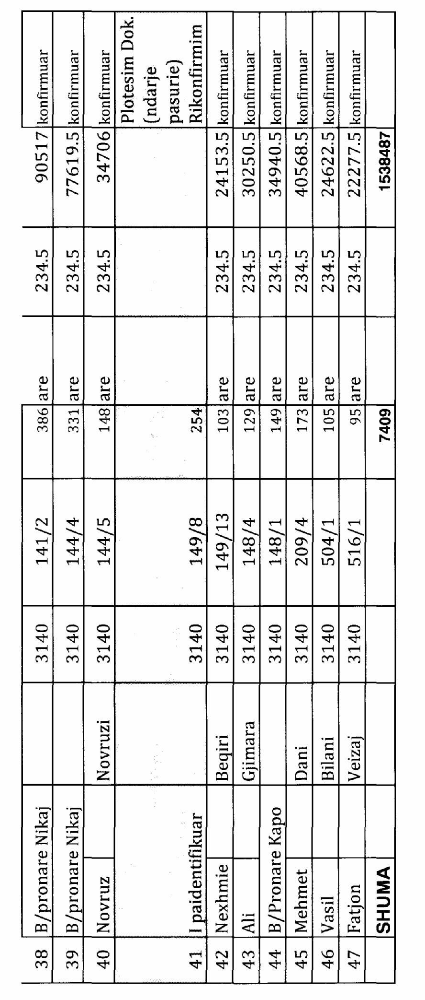 38 B/pronare Nikaj 3140 141/2 386 are 234.5 90517 konfirmuar
39 B/pronare Nikaj 3140 144/4 331 are 234.5 77619.5 konfirmuar
40 Novruz Novruzi 3140 144/5 148 are 234.5 34706 konfirmuar
Plotesim Dok.
(ndarje
pasurie)
41 I paidentifikuar 3140 149/8 254 Rikonfirmim
42 Nexhmie Beqiri 3140 149/13 103 are 234.5 24153.5 konfirmuar
43 Ali Gjimara 3140 148/4 129 are 234.5 30250.5 konfirmuar
44 B/Pronare Kapo 3140 148/1 149 are 234.5 34940.5 konfirmuar
45 Mehmet Dani 3140 209/4 173 are 234.5 40568.5 konfirmuar
46 Vasil Bilani 3140 504/1 105 are 234.5 24622.5 konfirmuar
47 Fatjon Veizaj 3140 516/1 95 are 234.5 22277.5 konfirmuar
SHUMA 7409 1538487